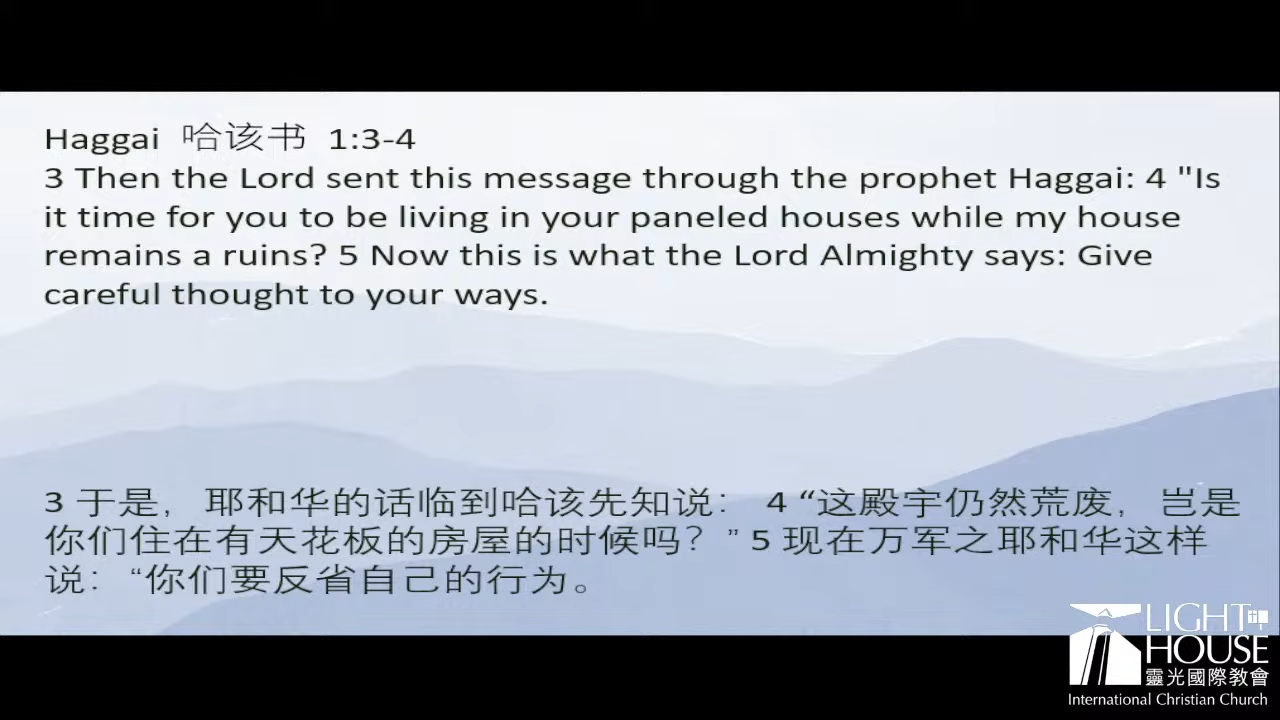 Haggai 哈该书 1:3-4
3 Then the Lord sent this message through the prophet Haggai: 4 "Is
it time for you to be living in your paneled houses while my house
remains a ruins? 5 Now this is what the Lord Almighty says: Give
careful thought to your ways.
3 于是，耶和华的话临到哈该先知说： 4 “这殿宇仍然荒废，岂是
你们住在有天花板的房屋的时候吗？” 5 现在万军之耶和华这样
说：“你们要反省自己的行为。
LIGHT
HOUSE
靈光國際教會
International Christian Church